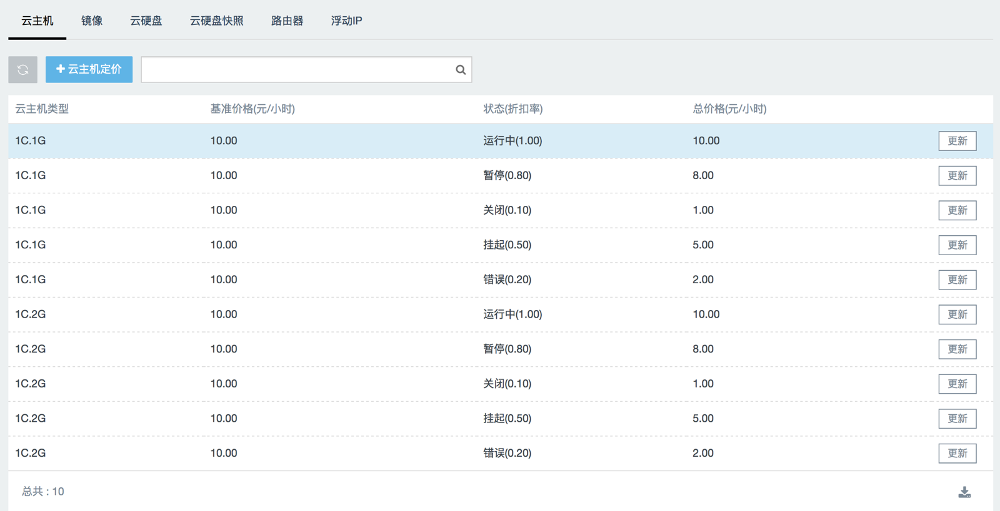 云主机 镜像 云硬盘 云硬盘快照 路由器 浮动IP
云主机定价
云主机类型 基准价格(元/小时) 状态(折扣率) 总价格(元/小时)
1C.1G 10.00 运行中(1.00) 10.00 更新
1C.1G 10.00 暂停(0.80) 8.00 更新
1C.1G 10.00 关闭(0.10) 1.00 更新
1C.1G 10.00 挂起(0.50) 5.00 更新
1C.1G 10.00 错误(0.20) 2.00 更新
1C.2G 10.00 运行中(1.00) 10.00 更新
1C.2G 10.00 暂停(0.80) 8.00 更新
1C.2G 10.00 关闭(0.10) 1.00 更新
1C.2G 10.00 挂起(0.50) 5.00 更新
1C.2G 10.00 错误(0.20) 2.00 更新
总共 : 10